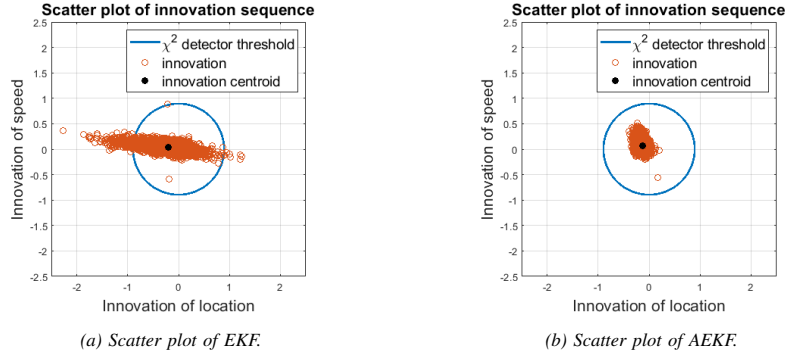 Scatter plot of innovation sequence
2.5
2
1.5
1
0.5
0
-0.5
-1
-1.5
-2
-2.5
Innovation of speed
χ² detector threshold
innovation
innovation centroid
-2 -1 0 1 2
Innovation of location
(a) Scatter plot of EKF.
Scatter plot of innovation sequence
2.5
2
1.5
1
0.5
0
-0.5
-1
-1.5
-2
-2.5
Innovation of speed
χ² detector threshold
innovation
innovation centroid
-2 -1 0 1 2
Innovation of location
(b) Scatter plot of AEKF.